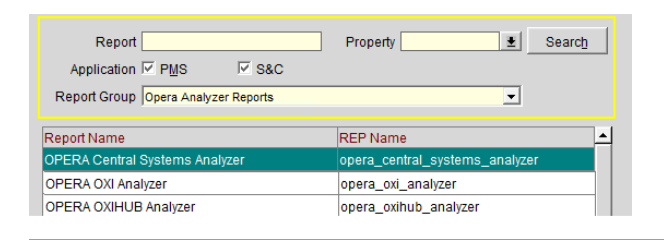 Report Property Search
Application PMS S&C
Report Group Opera Analyzer Reports
Report Name REP Name
OPERA Central Systems Analyzer opera_central_systems_analyzer
OPERA OXI Analyzer opera_oxi_analyzer
OPERA OXIHUB Analyzer opera_oxihub_analyzer